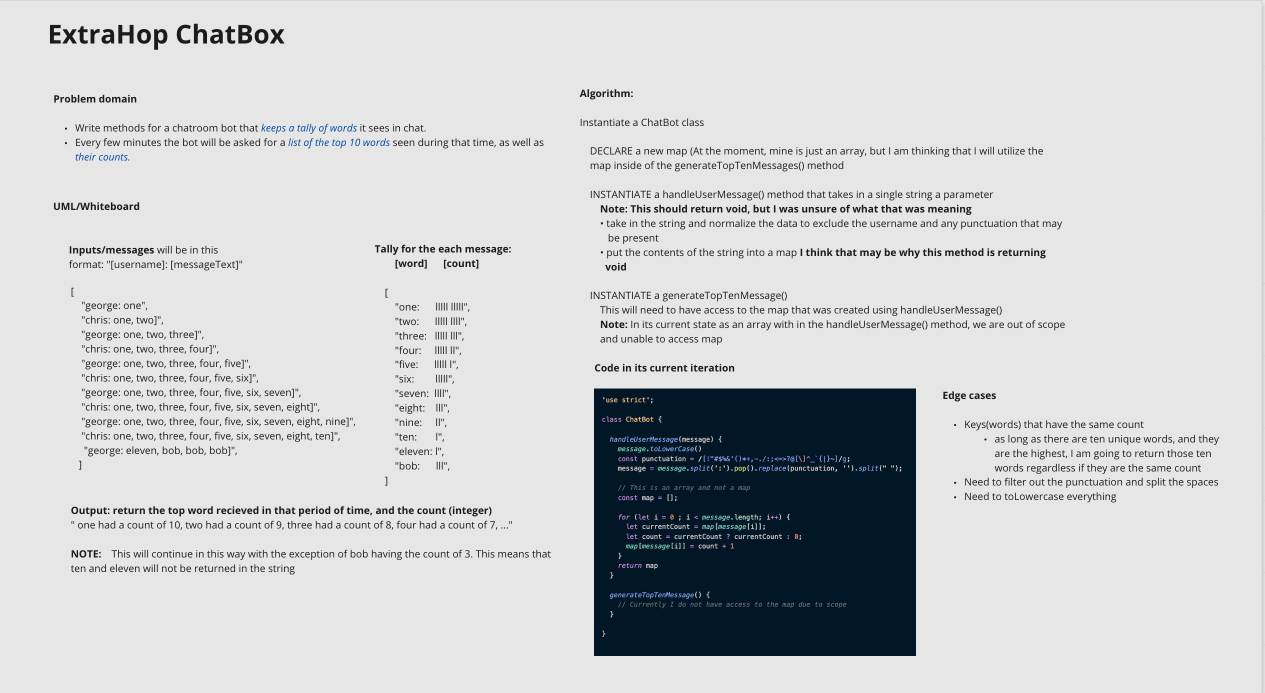 ExtraHop ChatBox
Problem domain
• Write methods for a chatroom bot that keeps a tally of words it sees in chat.
• Every few minutes the bot will be asked for a list of the top 10 words seen during that time, as well as
their counts.
UML/Whiteboard
Inputs/messages will be in this
format: "[username]: [messageText]"
[
"george: one",
"chris: one, two]",
"george: one, two, three]",
"chris: one, two, three, four]",
"george: one, two, three, four, five]",
"chris: one, two, three, four, five, six]",
"george: one, two, three, four, five, six, seven]",
"chris: one, two, three, four, five, six, seven, eight]",
"george: one, two, three, four, five, six, seven, eight, nine]",
"chris: one, two, three, four, five, six, seven, eight, ten]",
"george: eleven, bob, bob, bob]",
]
Tally for the each message:
[word] [count]
[
"one: lllll lllll",
"two: lllll llll",
"three: lllll lll",
"four: lllll ll",
"five: lllll l",
"six: lllll",
"seven: llll",
"eight: lll",
"nine: ll",
"ten: l",
"eleven: l",
"bob: lll",
]
Output: return the top word recieved in that period of time, and the count (integer)
" one had a count of 10, two had a count of 9, three had a count of 8, four had a count of 7, ..."
NOTE: This will continue in this way with the exception of bob having the count of 3. This means that
ten and eleven will not be returned in the string
Algorithm:
Instantiate a ChatBot class
DECLARE a new map (At the moment, mine is just an array, but I am thinking that I will utilize the
map inside of the generateTopTenMessages() method
INSTANTIATE a handleUserMessage() method that takes in a single string a parameter
Note: This should return void, but I was unsure of what that was meaning
• take in the string and normalize the data to exclude the username and any punctuation that may
be present
• put the contents of the string into a map I think that may be why this method is returning
void
INSTANTIATE a generateTopTenMessage()
This will need to have access to the map that was created using handleUserMessage()
Note: In its current state as an array with in the handleUserMessage() method, we are out of scope
and unable to access map
Code in its current iteration
"use strict";
class ChatBot {
handleUserMessage(message) {
message.toLowerCase()
const punctuation = /[!"#$%&'()*+,-./:;<=>?@[\]^_`{|}~]/g;
message = message.split(':').pop().replace(punctuation, '').split(" ");
// This is an array and not a map
const map = [];
for (let i = 0 ; i < message.length; i++) {
let currentCount = map[message[i]];
let count = currentCount ? currentCount : 0;
map[message[i]] = count + 1
}
return map
}
generateTopTenMessage() {
// Currently I do not have access to the map due to scope
}
}
Edge cases
• Keys(words) that have the same count
• as long as there are ten unique words, and they
are the highest, I am going to return those ten
words regardless if they are the same count
• Need to filter out the punctuation and split the spaces
• Need to toLowercase everything